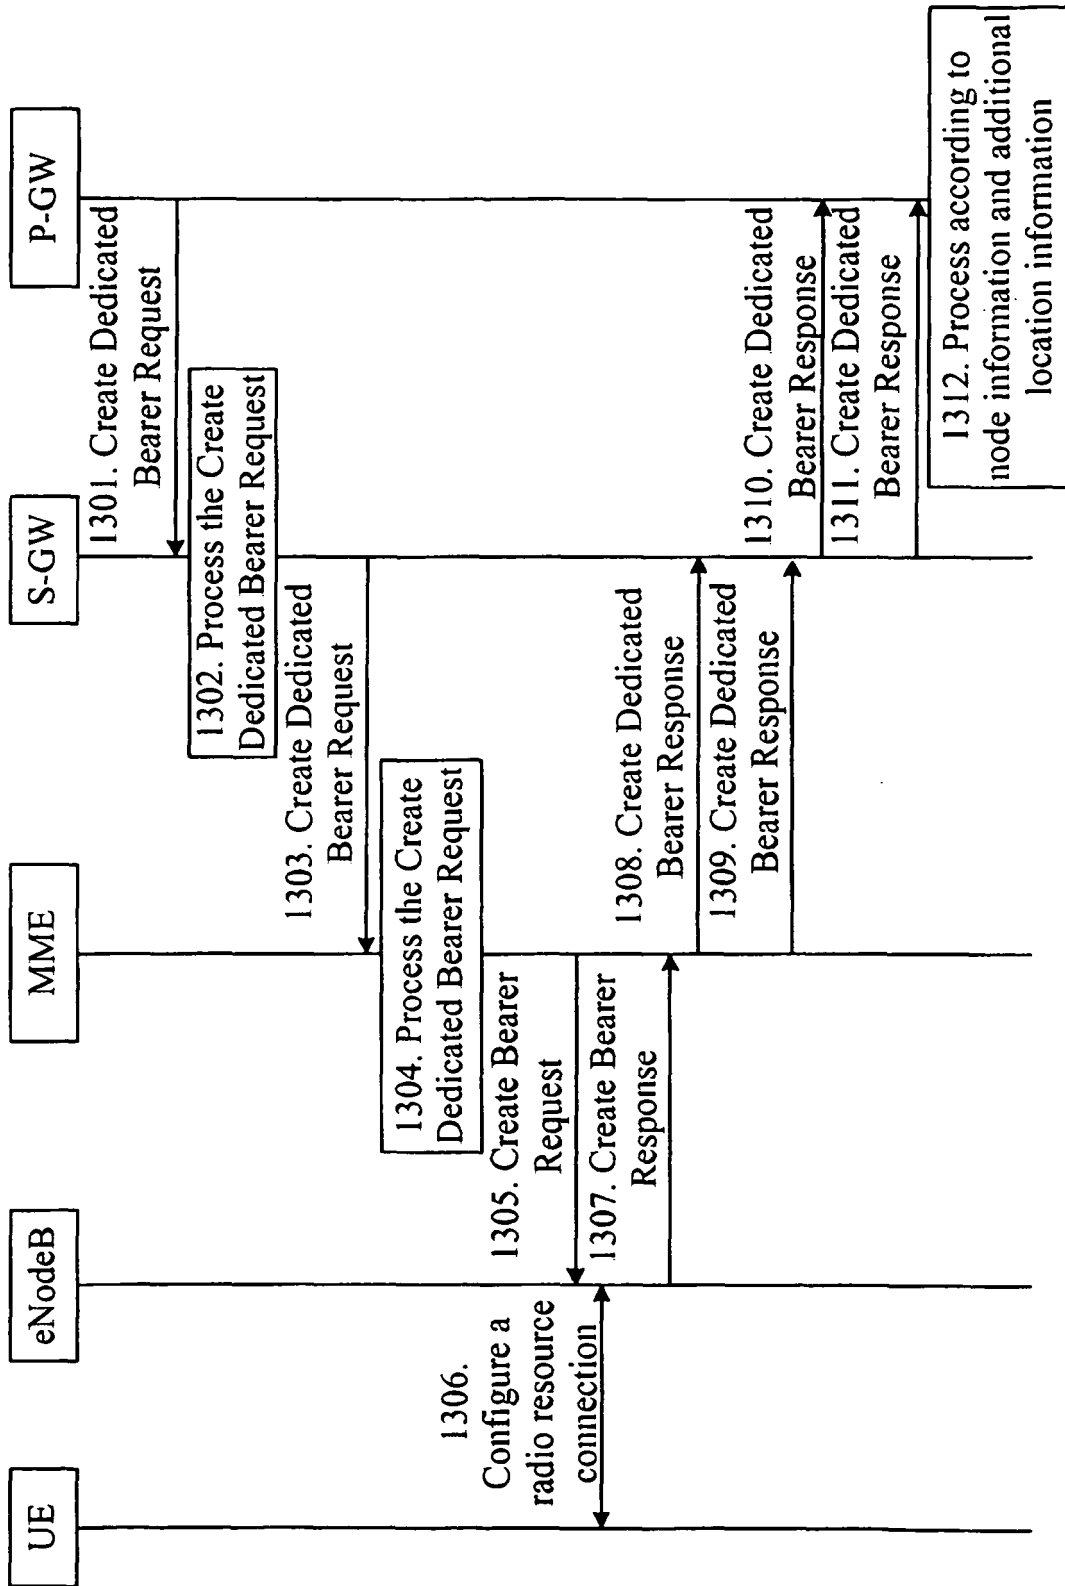 UE
eNodeB
MME
S-GW
P-GW
1301. Create Dedicated
Bearer Request
1302. Process the Create
Dedicated Bearer Request
1303. Create Dedicated
Bearer Request
1304. Process the Create
Dedicated Bearer Request
1305. Create Bearer
Request
1306.
Configure a
radio resource
connection
1307. Create Bearer
Response
1308. Create Dedicated
Bearer Response
1309. Create Dedicated
Bearer Response
1310. Create Dedicated
Bearer Response
1311. Create Dedicated
Bearer Response
1312. Process according to
node information and additional
location information